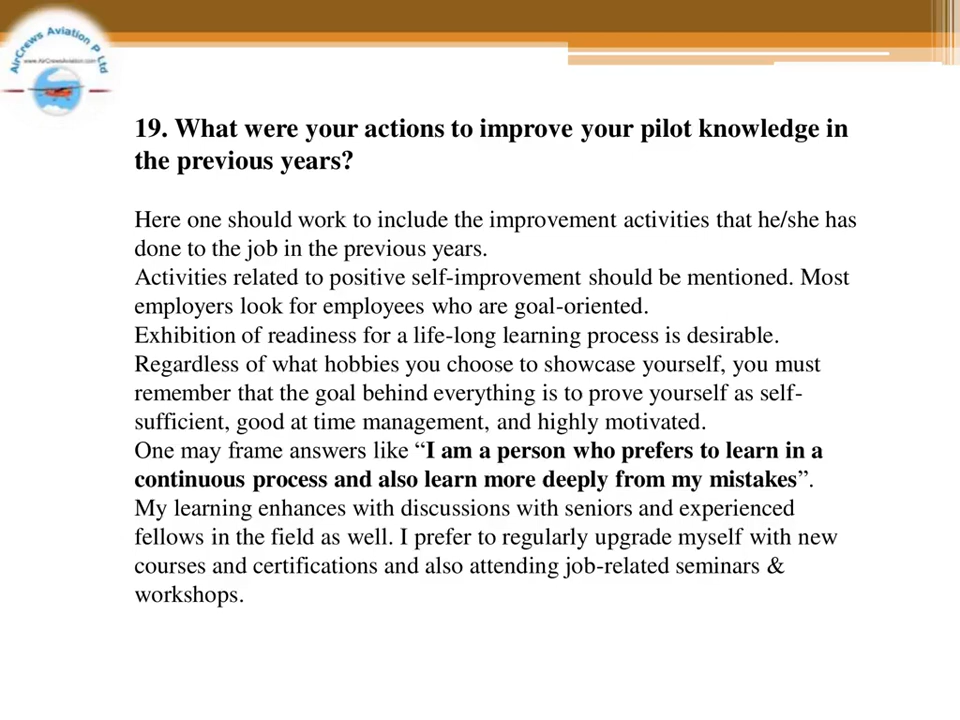 AirCrews Aviation P Ltd
www.AirCrewsAviation.com
19. What were your actions to improve your pilot knowledge in
the previous years?
Here one should work to include the improvement activities that he/she has
done to the job in the previous years.
Activities related to positive self-improvement should be mentioned. Most
employers look for employees who are goal-oriented.
Exhibition of readiness for a life-long learning process is desirable.
Regardless of what hobbies you choose to showcase yourself, you must
remember that the goal behind everything is to prove yourself as self-
sufficient, good at time management, and highly motivated.
One may frame answers like “I am a person who prefers to learn in a
continuous process and also learn more deeply from my mistakes”.
My learning enhances with discussions with seniors and experienced
fellows in the field as well. I prefer to regularly upgrade myself with new
courses and certifications and also attending job-related seminars &
workshops.